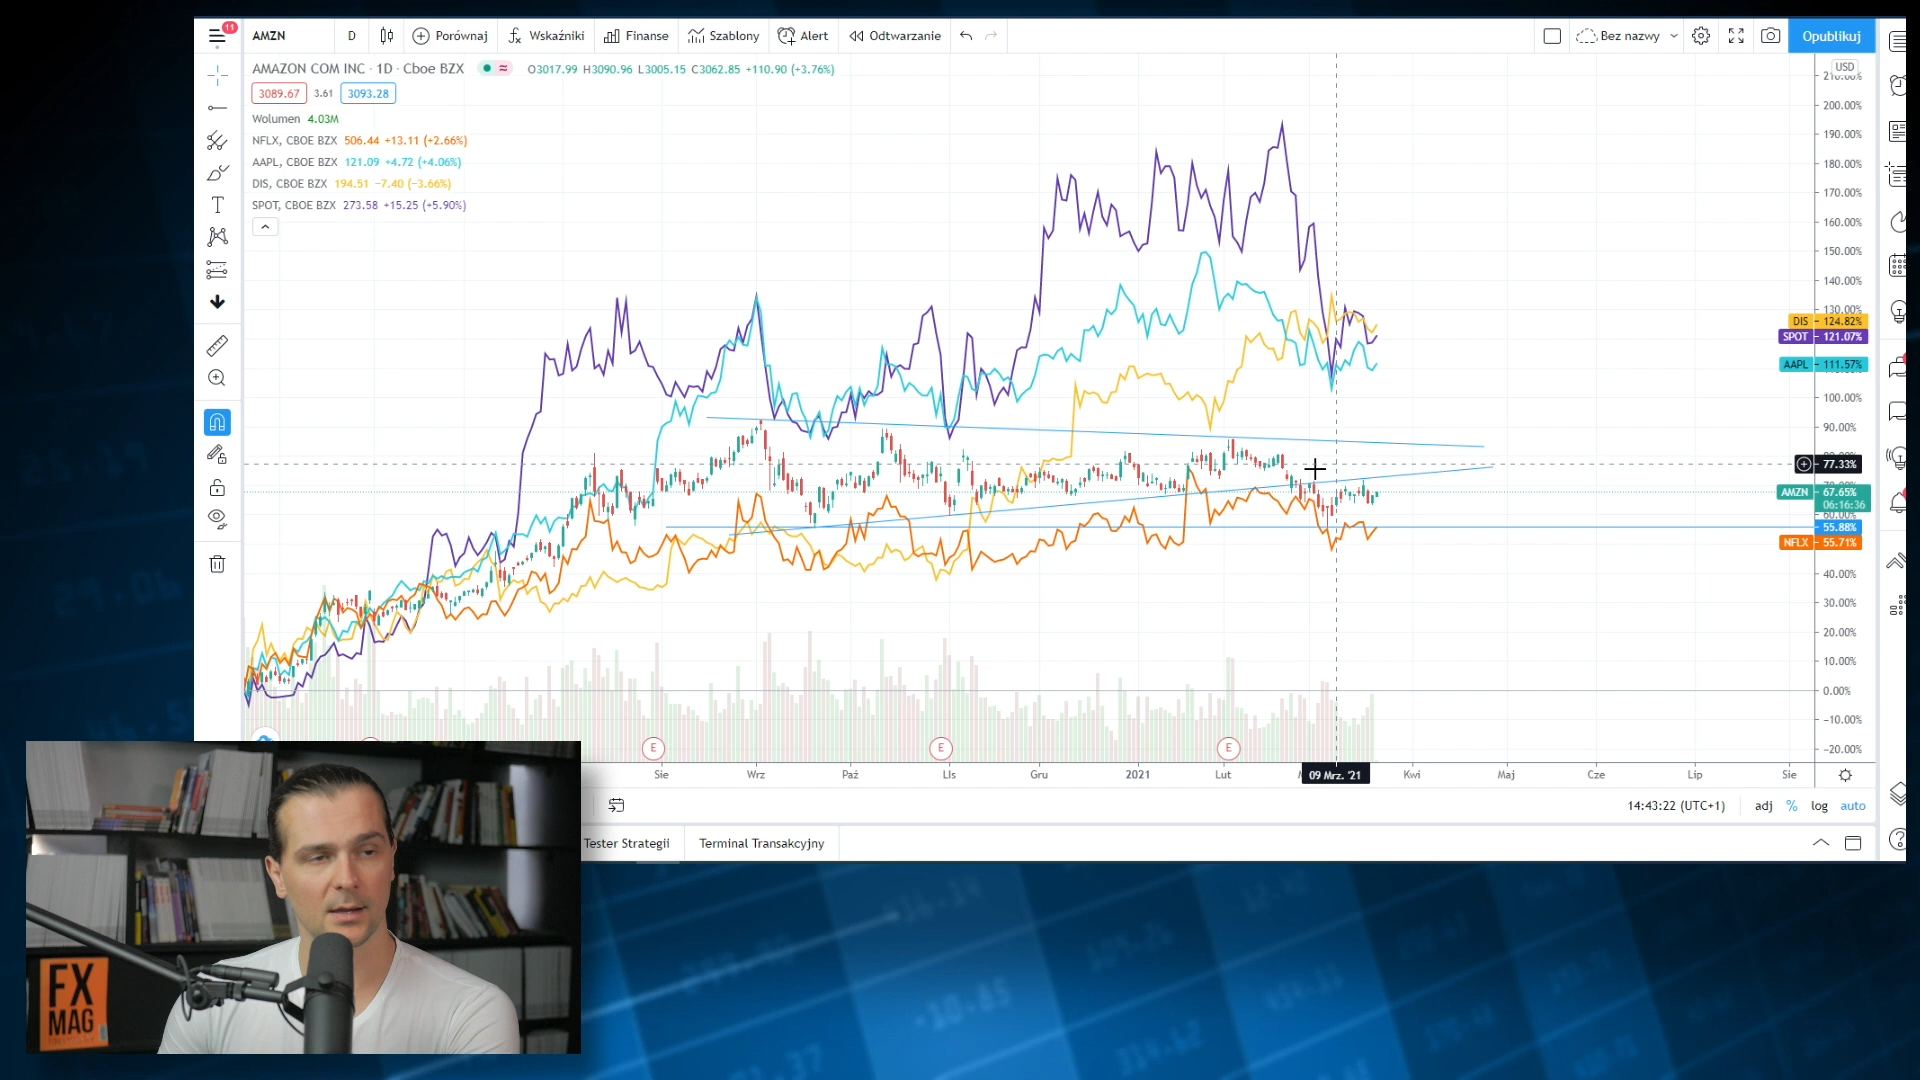 11
AMZN
D
Porównaj
Wskaźniki
Finanse
Szablony
Alert
Odtwarzanie
Bez nazwy
Opublikuj
AMAZON COM INC · 1D · Cboe BZX
O3017.99 H3090.96 L3005.15 C3062.85 +110.90 (+3.76%)
USD
3089.67 3.61 3093.28
Wolumen 4.03M
NFLX, CBOE BZX 506.44 +13.11 (+2.66%)
AAPL, CBOE BZX 121.09 +4.72 (+4.06%)
DIS, CBOE BZX 194.51 −7.40 (−3.66%)
SPOT, CBOE BZX 273.58 +15.25 (+5.90%)
200.00%
190.00%
180.00%
170.00%
160.00%
150.00%
140.00%
130.00%
DIS 124.82%
SPOT 121.07%
AAPL 111.57%
100.00%
90.00%
77.33%
AMZN 67.65%
06:16:36
55.88%
NFLX 55.71%
40.00%
30.00%
20.00%
10.00%
0.00%
−10.00%
−20.00%
E
E
E
Sie
Wrz
Paź
Lis
Gru
2021
Lut
09 Mrz. '21
Kwi
Maj
Cze
Lip
Sie
14:43:22 (UTC+1)
adj
%
log
auto
Tester Strategii
Terminal Transakcyjny
FX
MAG